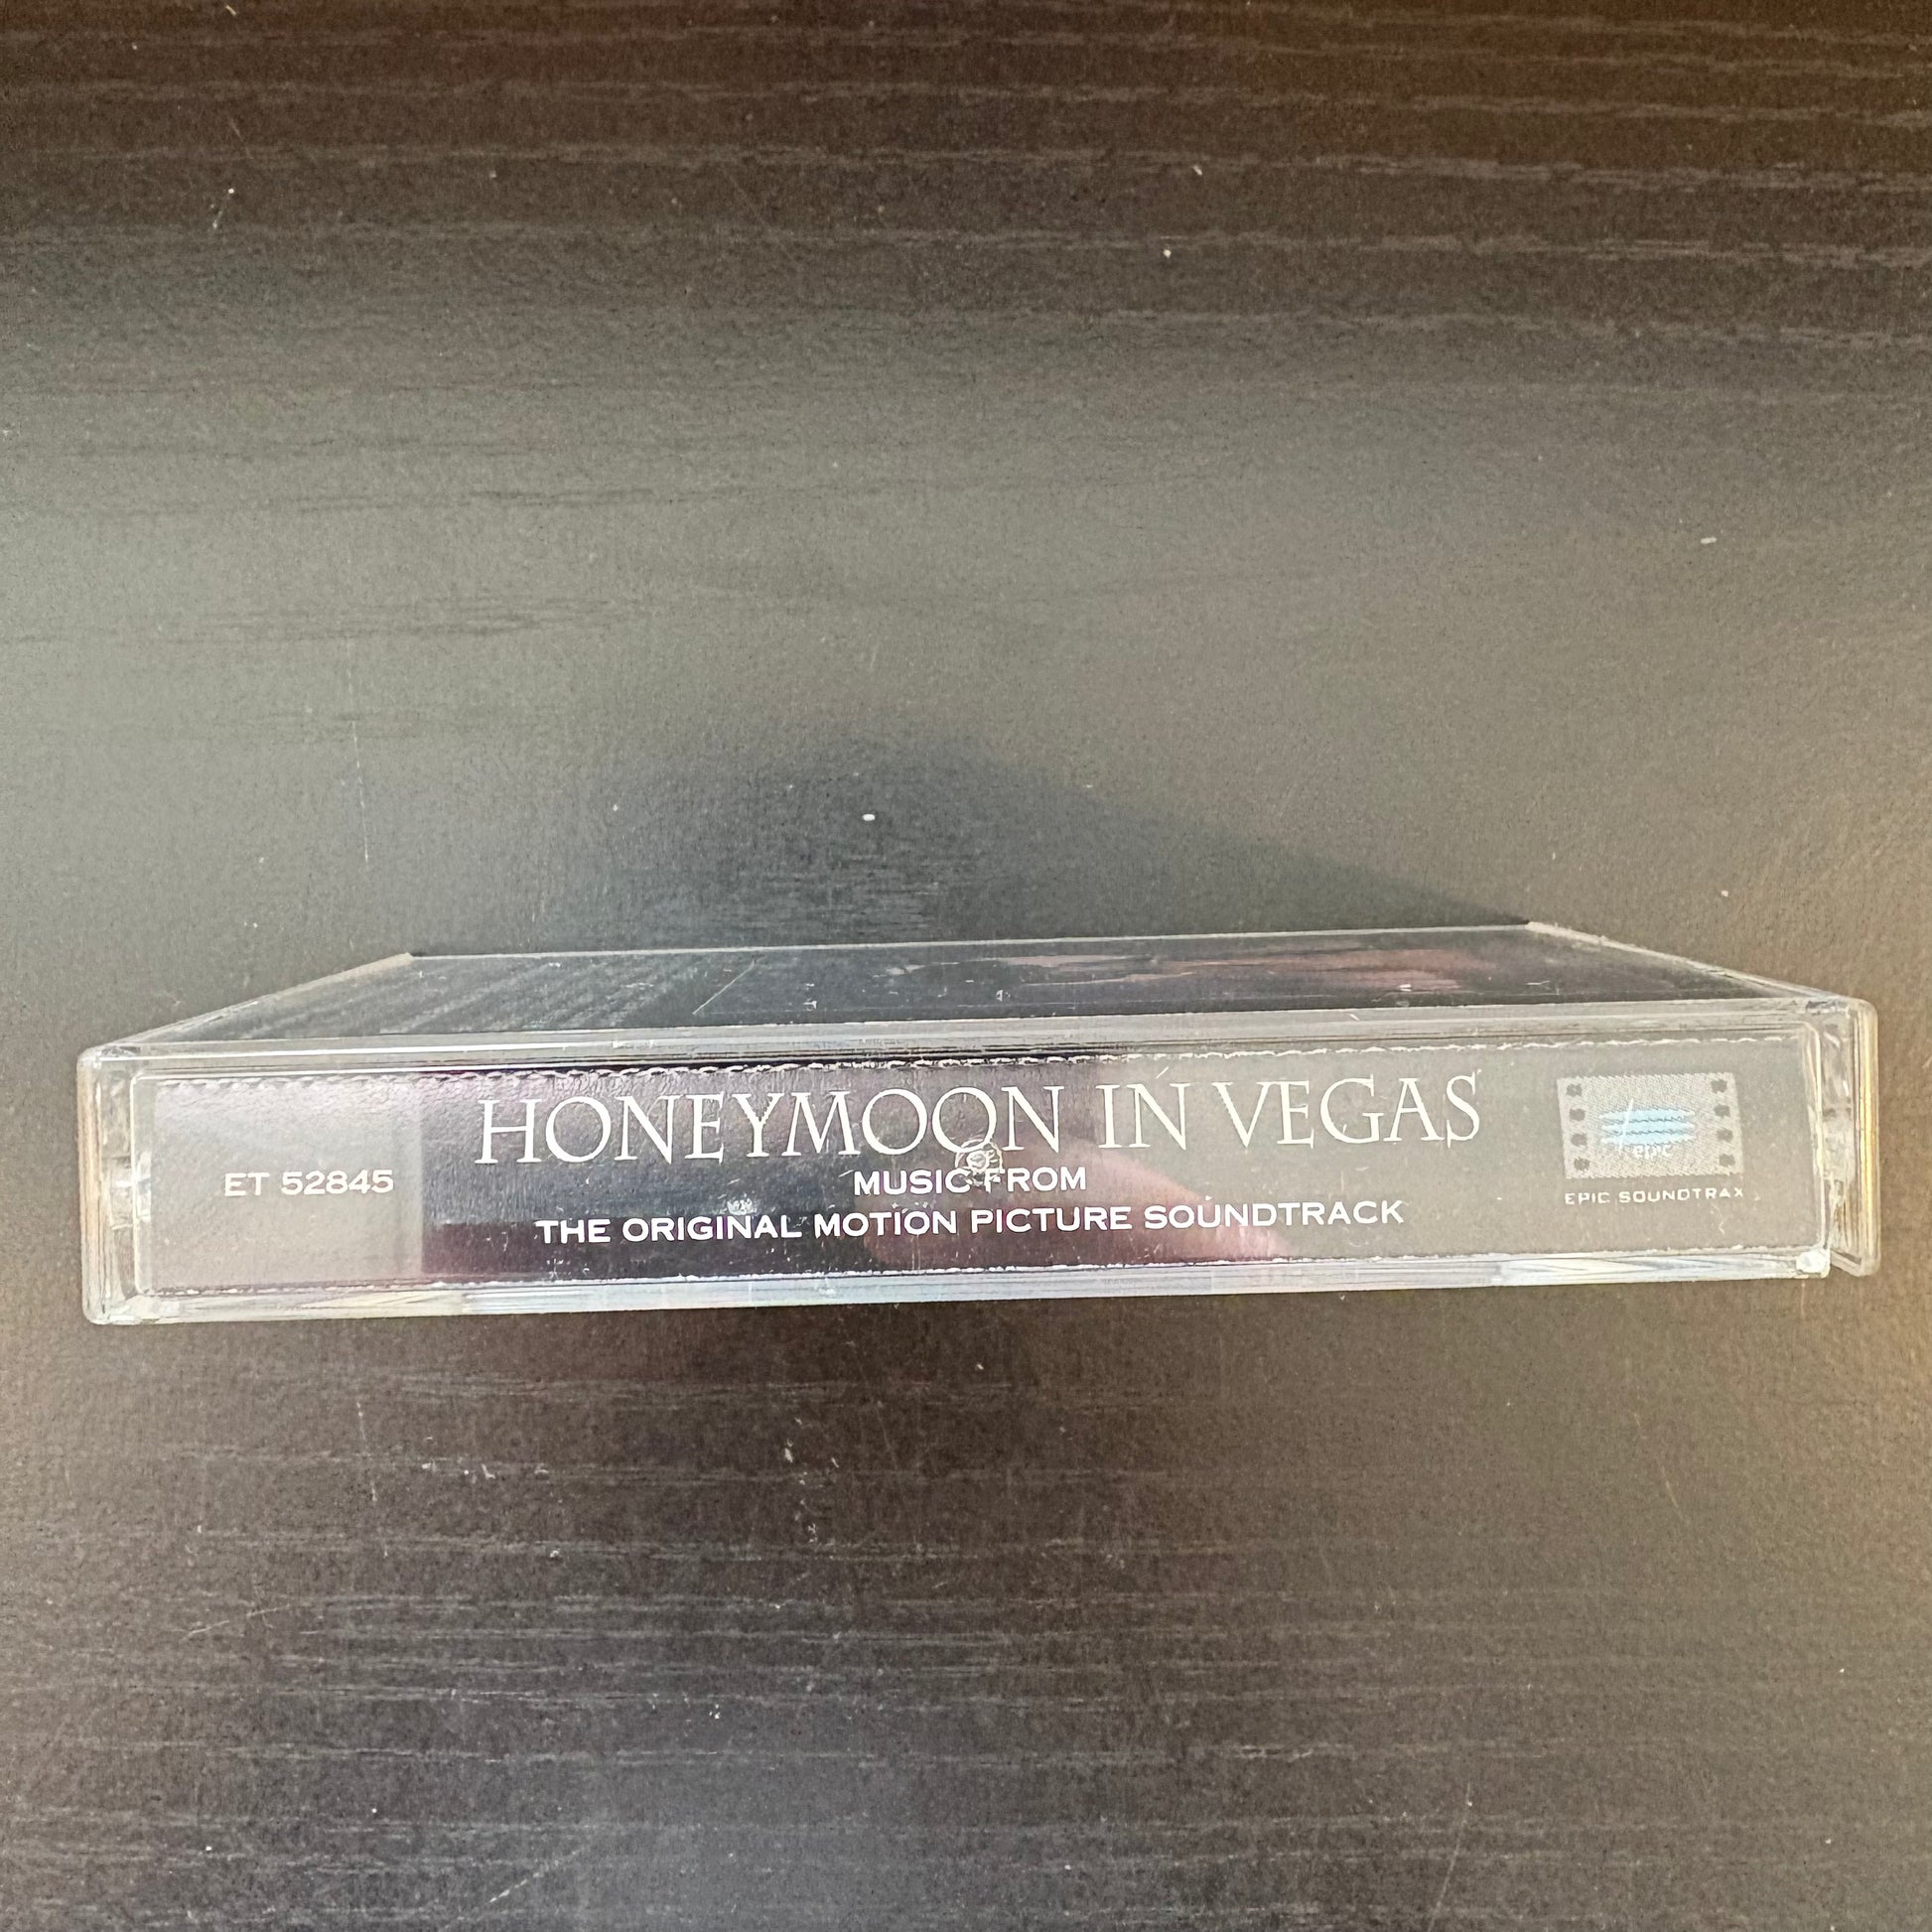 ET 52845
HONEYMOON IN VEGAS
MUSIC FROM
THE ORIGINAL MOTION PICTURE SOUNDTRACK
epic
EPIC SOUNDTRAX